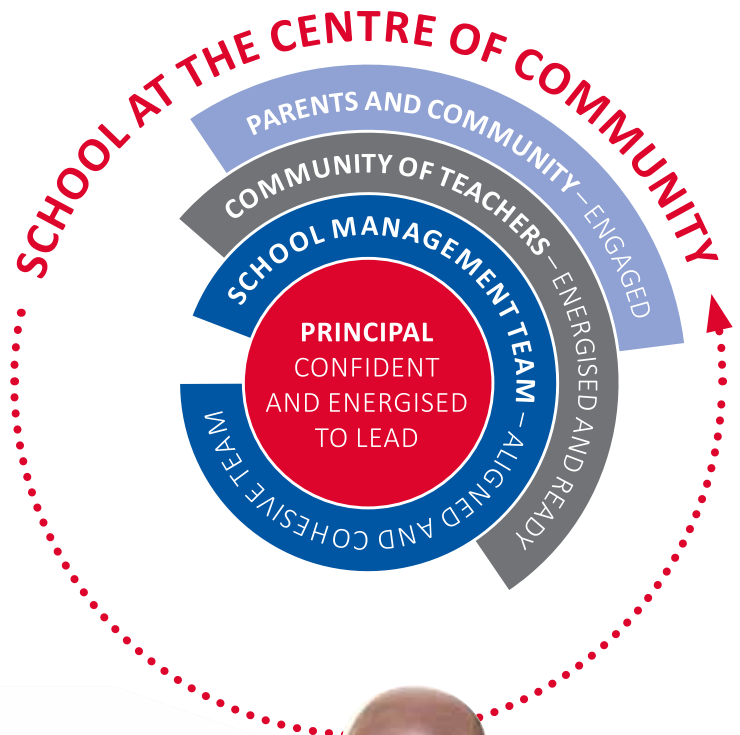 SCHOOL AT THE CENTRE OF COMMUNITY
PARENTS AND COMMUNITY – ENGAGED
COMMUNITY OF TEACHERS – ENERGISED AND READY
SCHOOL MANAGEMENT TEAM – ALIGNED AND COHESIVE TEAM
PRINCIPAL
CONFIDENT
AND ENERGISED
TO LEAD